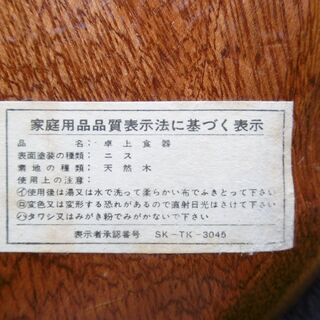 家庭用品品質表示法に基づく表示
品名：卓上食器
表面塗装の種類：ニス
素地の種類：天然木
使用上の注意：
㋑使用後は湯又は水で洗って柔らかい布でふきとって下さい
㋺変色又は変形する恐れがあるので直射日光はさけて下さい
㋩タワシ又はみがき粉でみがかないで下さい
表示者承認番号 SK-TK-3045